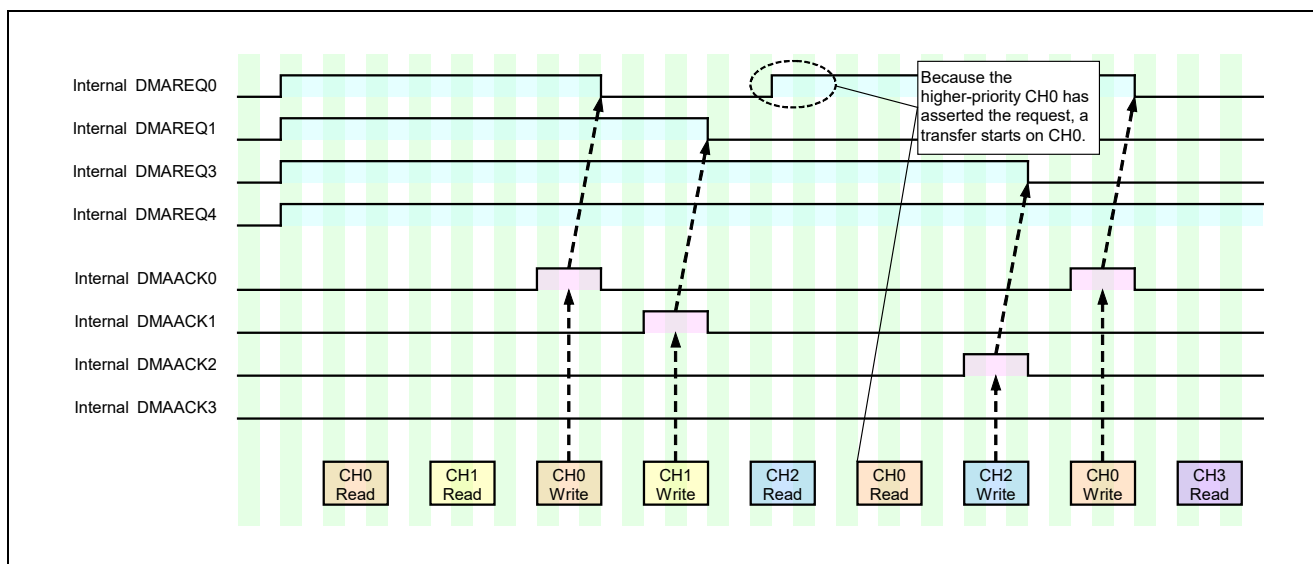 Internal DMAREQ0
Because the
higher-priority CH0 has
asserted the request, a
transfer starts on CH0.
Internal DMAREQ1
Internal DMAREQ3
Internal DMAREQ4
Internal DMAACK0
Internal DMAACK1
Internal DMAACK2
Internal DMAACK3
CH0
Read
CH1
Read
CH0
Write
CH1
Write
CH2
Read
CH0
Read
CH2
Write
CH0
Write
CH3
Read